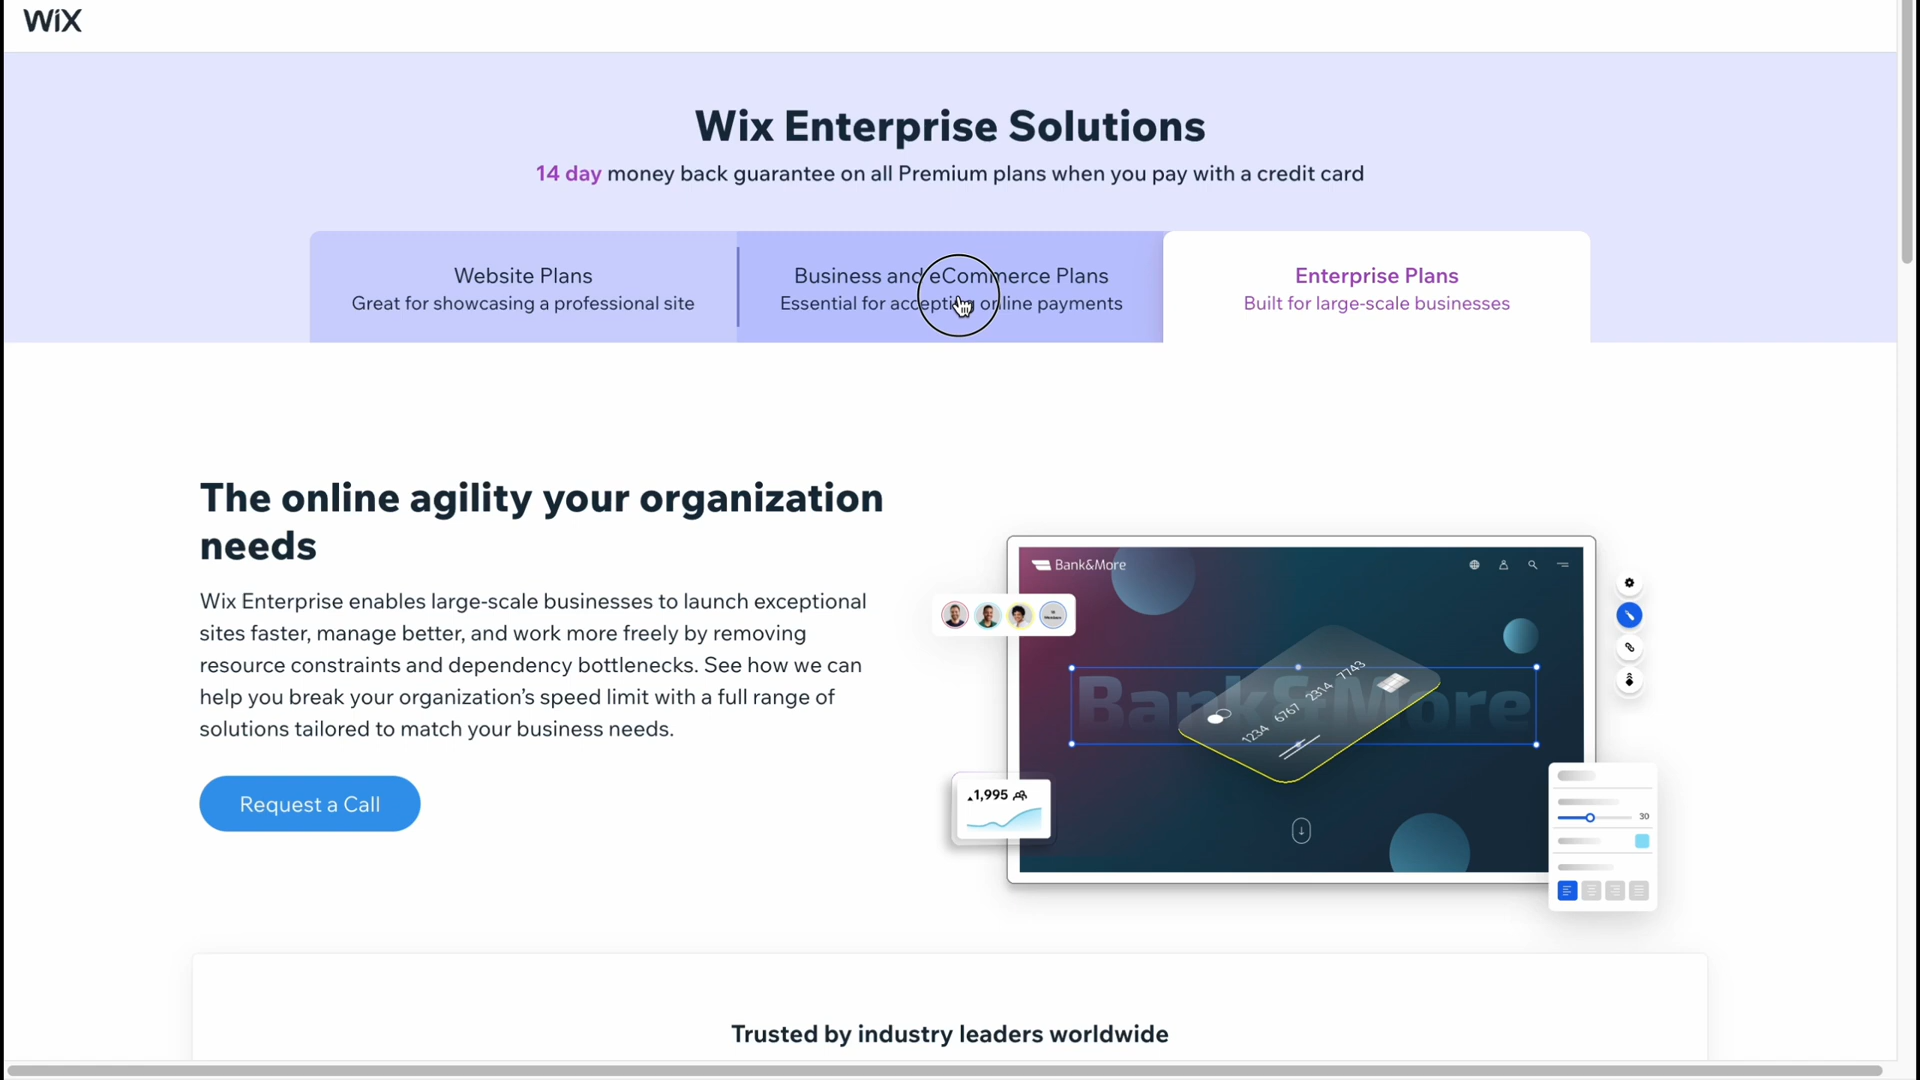 WiX
Wix Enterprise Solutions
14 day money back guarantee on all Premium plans when you pay with a credit card
Website Plans
Great for showcasing a professional site
Business and eCommerce Plans
Essential for accepting online payments
Enterprise Plans
Built for large-scale businesses
The online agility your organization
needs
Wix Enterprise enables large-scale businesses to launch exceptional
sites faster, manage better, and work more freely by removing
resource constraints and dependency bottlenecks. See how we can
help you break your organization's speed limit with a full range of
solutions tailored to match your business needs.
Request a Call
Bank&More
Bank&More
1234 6767 2314 7743
1,995
30
Trusted by industry leaders worldwide